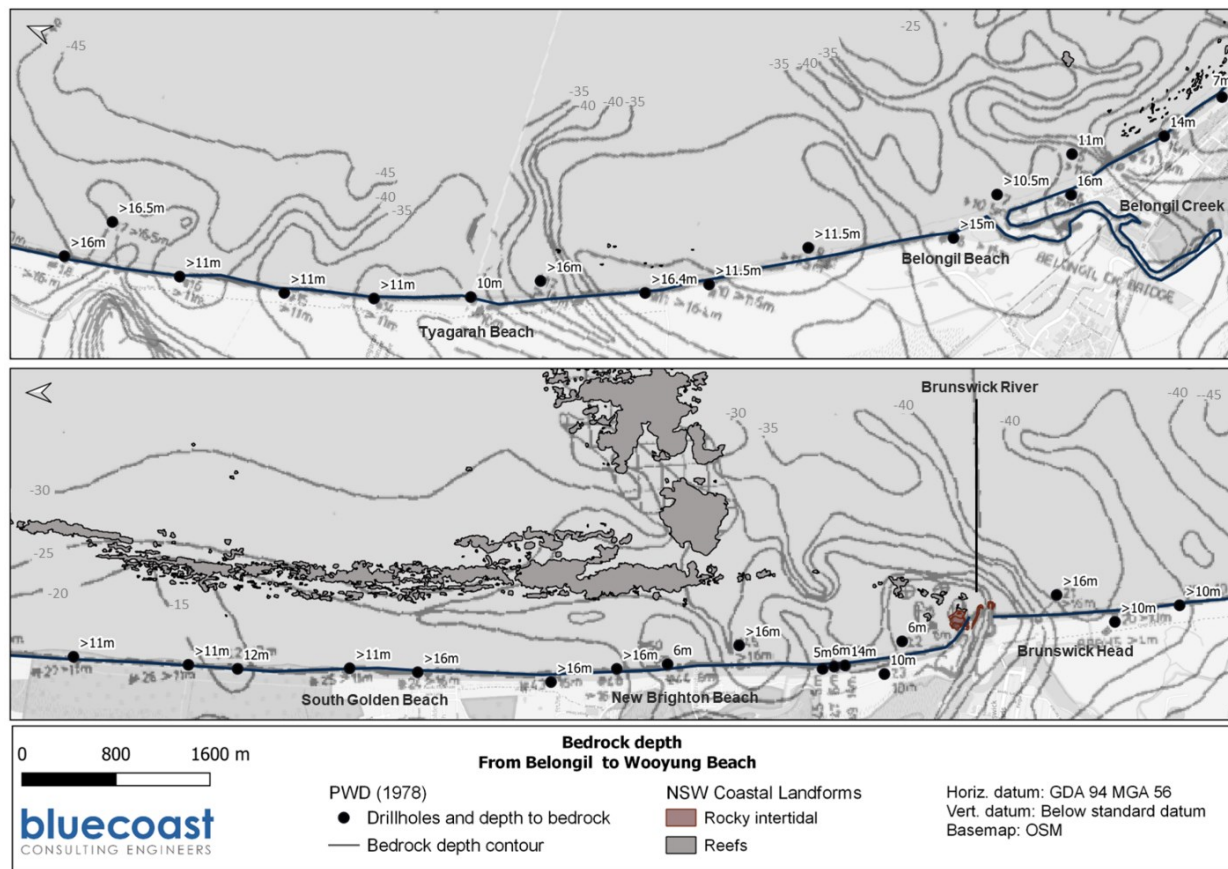 -45
-25
-35
-40
-35
-40
-35
-35
-40
7m
14m
11m
-45
-40
-35
>16.5m
>10.5m
16m
Belongil Creek
>16m
>11m
>11m
>11m
10m
>16m
>11.5m
>16.4m
>11.5m
>15m
Belongil Beach
BELONGIL CK BRIDGE
Tyagarah Beach
Brunswick River
-30
-35
-40
-40
-40
-45
-30
-25
-20
-15
>16m
>10m
>10m
Brunswick Head
>11m
>11m
12m
>11m
>16m
>16m
>16m
6m
>16m
5m
6m
14m
6m
10m
South Golden Beach
New Brighton Beach
0 800 1600 m
Bedrock depth
From Belongil to Wooyung Beach
PWD (1978)
Drillholes and depth to bedrock
Bedrock depth contour
NSW Coastal Landforms
Rocky intertidal
Reefs
Horiz. datum: GDA 94 MGA 56
Vert. datum: Below standard datum
Basemap: OSM
bluecoast
CONSULTING ENGINEERS